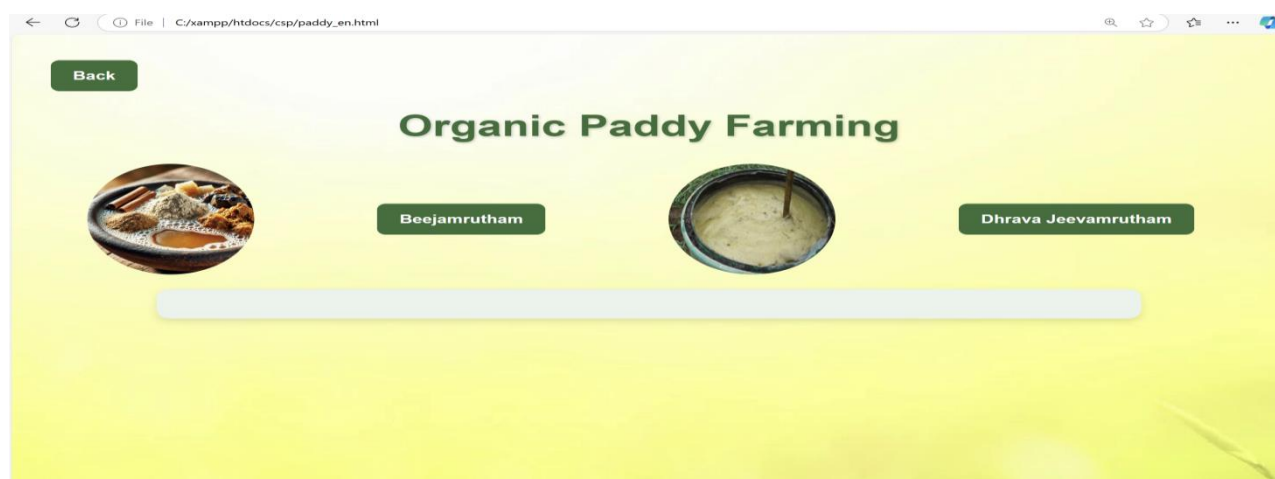 File | C:/xampp/htdocs/csp/paddy_en.html
Back
Organic Paddy Farming
Beejamrutham
Dhrava Jeevamrutham